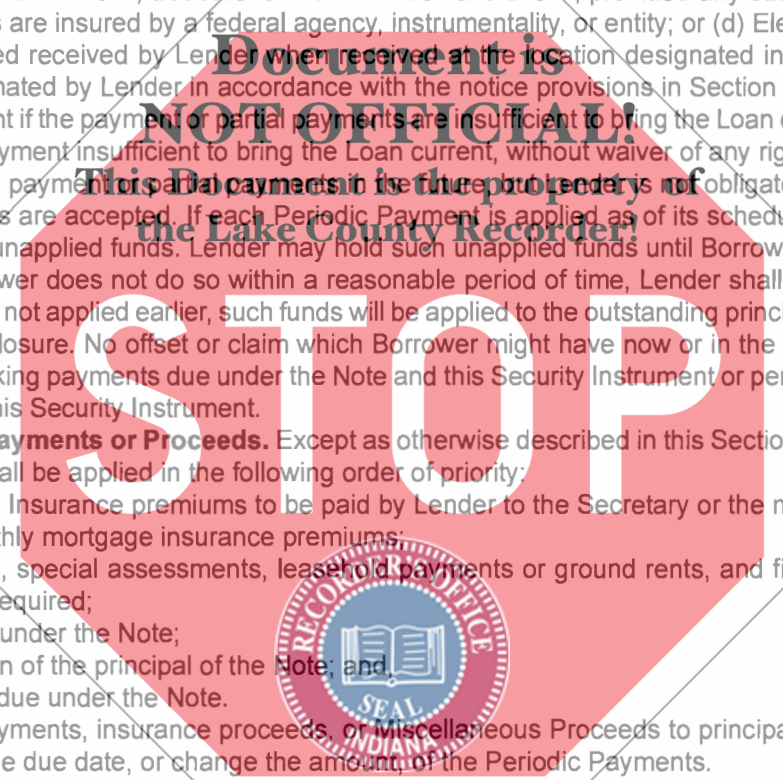 s are insured by a federal agency, instrumentality, or entity; or (d) Ele
Document is
ed received by Lender when received at the location designated in
nated by Lender in accordance with the notice provisions in Section
NOT OFFICIAL!
nt if the payment or partial payments are insufficient to bring the Loan
yment insufficient to bring the Loan current, without waiver of any rig
This Document is the property of
payment or partial payments in the future, but Lender is not obligat
s are accepted. If each Periodic Payment is applied as of its schedu
the Lake County Recorder!
unapplied funds. Lender may hold such unapplied funds until Borrow
wer does not do so within a reasonable period of time, Lender shall
not applied earlier, such funds will be applied to the outstanding princi
STOP
losure. No offset or claim which Borrower might have now or in the
king payments due under the Note and this Security Instrument or per
his Security Instrument.
ayments or Proceeds. Except as otherwise described in this Sectio
all be applied in the following order of priority:
Insurance premiums to be paid by Lender to the Secretary or the m
thly mortgage insurance premiums;
, special assessments, leasehold payments or ground rents, and fi
equired;
under the Note;
n of the principal of the Note; and,
due under the Note.
RECORDER'S OFFICE
SEAL
INDIANA
yments, insurance proceeds, or Miscellaneous Proceeds to principa
e due date, or change the amount, of the Periodic Payments.